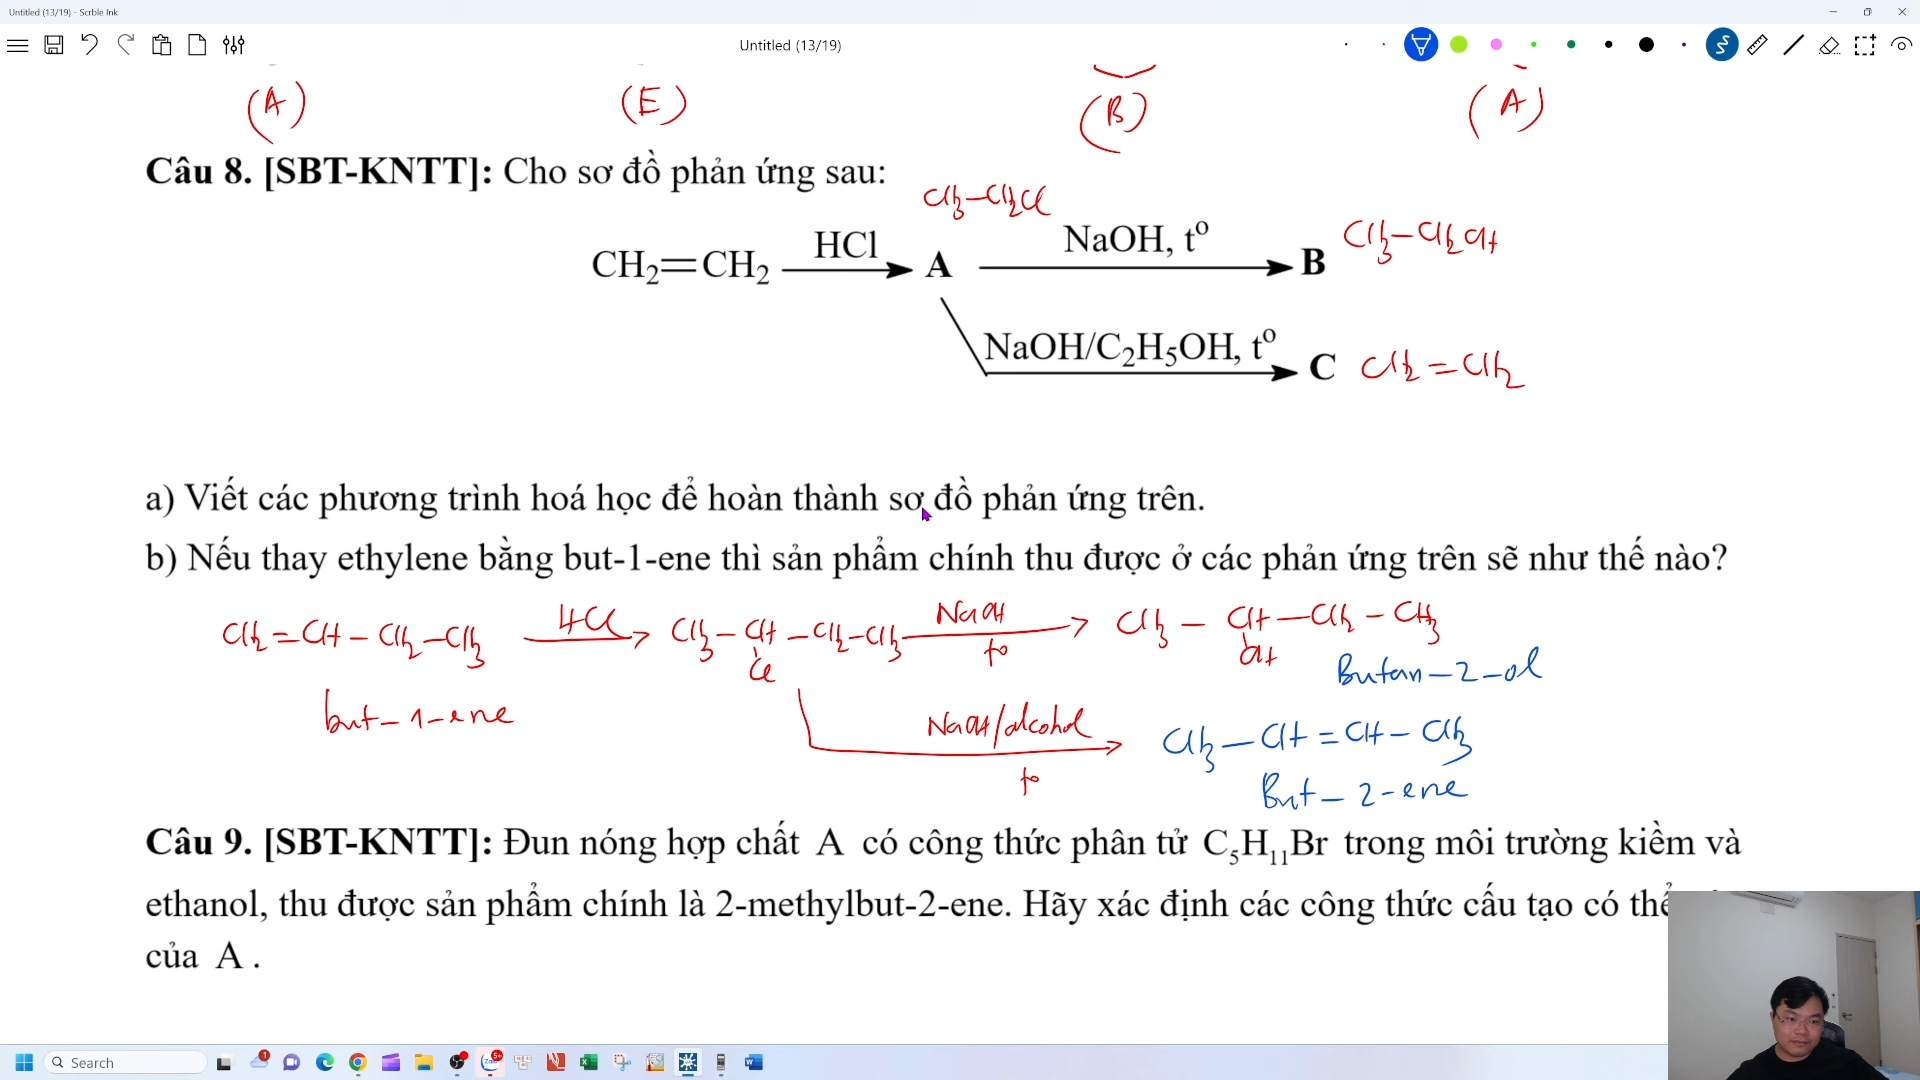 Untitled (13/19) - Scrble Ink
Untitled (13/19)
(A) (E) (B) (A)
Câu 8. [SBT-KNTT]: Cho sơ đồ phản ứng sau:
CH₃-CH₂Cl
CH₂=CH₂ HCl A NaOH, tᵒ B CH₃-CH₂OH
NaOH/C₂H₅OH, tᵒ C CH₂=CH₂
a) Viết các phương trình hoá học để hoàn thành sơ đồ phản ứng trên.
b) Nếu thay ethylene bằng but-1-ene thì sản phẩm chính thu được ở các phản ứng trên sẽ như thế nào?
CH₂=CH-CH₂-CH₃ HCl CH₃-CH-CH₂-CH₃ NaOH tᵒ CH₃-CH-CH₂-CH₃
Cl OH
Butan-2-ol
but-1-ene NaOH/alcohol tᵒ CH₃-CH=CH-CH₃
But-2-ene
Câu 9. [SBT-KNTT]: Đun nóng hợp chất A có công thức phân tử C₅H₁₁Br trong môi trường kiềm và
ethanol, thu được sản phẩm chính là 2-methylbut-2-ene. Hãy xác định các công thức cấu tạo có thể
của A.
Search